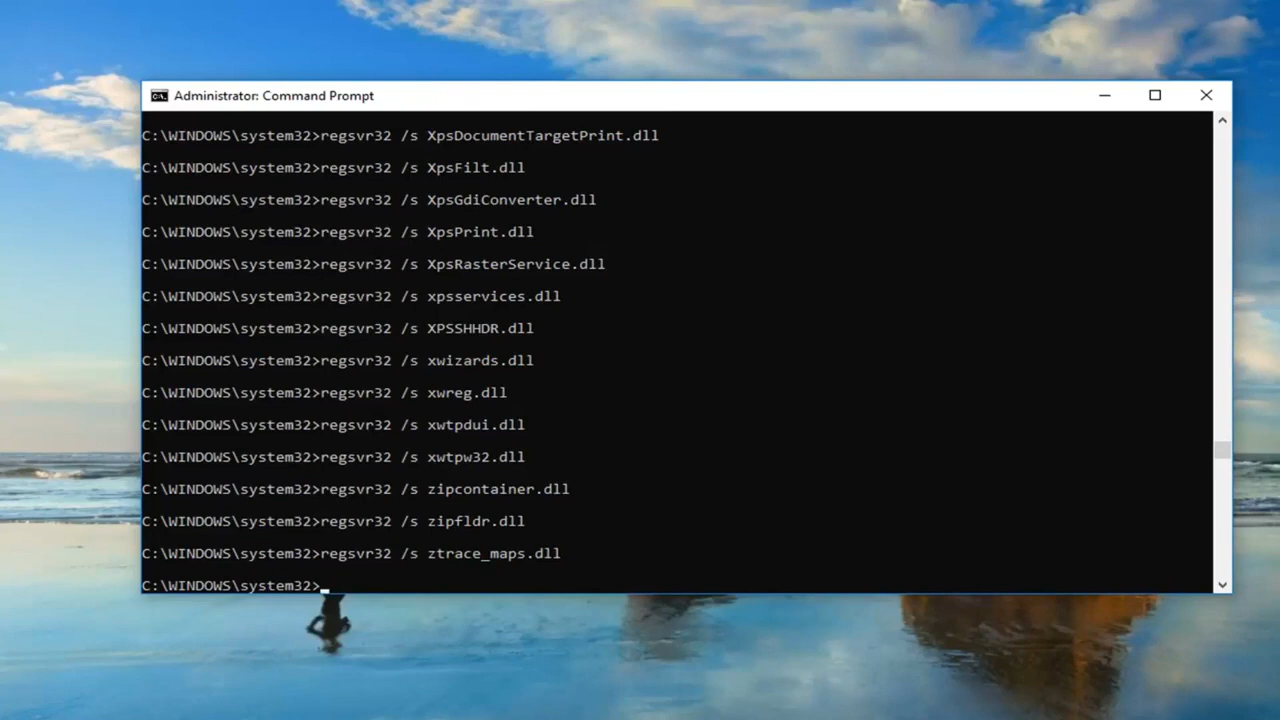 Administrator: Command Prompt
C:\WINDOWS\system32>regsvr32 /s XpsDocumentTargetPrint.dll
C:\WINDOWS\system32>regsvr32 /s XpsFilt.dll
C:\WINDOWS\system32>regsvr32 /s XpsGdiConverter.dll
C:\WINDOWS\system32>regsvr32 /s XpsPrint.dll
C:\WINDOWS\system32>regsvr32 /s XpsRasterService.dll
C:\WINDOWS\system32>regsvr32 /s xpsservices.dll
C:\WINDOWS\system32>regsvr32 /s XPSSHHDR.dll
C:\WINDOWS\system32>regsvr32 /s xwizards.dll
C:\WINDOWS\system32>regsvr32 /s xwreg.dll
C:\WINDOWS\system32>regsvr32 /s xwtpdui.dll
C:\WINDOWS\system32>regsvr32 /s xwtpw32.dll
C:\WINDOWS\system32>regsvr32 /s zipcontainer.dll
C:\WINDOWS\system32>regsvr32 /s zipfldr.dll
C:\WINDOWS\system32>regsvr32 /s ztrace_maps.dll
C:\WINDOWS\system32>